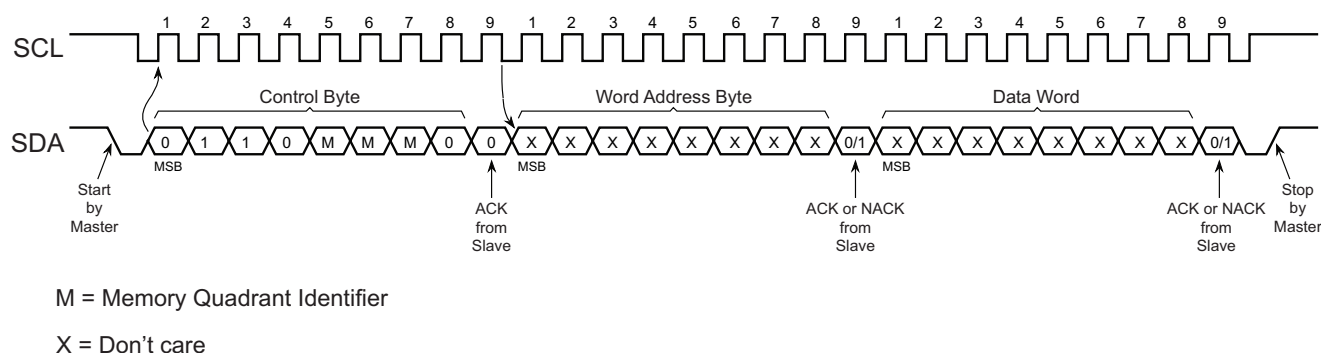 1 2 3 4 5 6 7 8 9 1 2 3 4 5 6 7 8 9 1 2 3 4 5 6 7 8 9
SCL
Control Byte Word Address Byte Data Word
SDA 0 1 1 0 M M M 0 0 X X X X X X X X 0/1 X X X X X X X X 0/1
MSB MSB MSB
Start
by
Master
ACK
from
Slave
ACK or NACK
from
Slave
ACK or NACK
from
Slave
Stop
by
Master
M = Memory Quadrant Identifier
X = Don't care